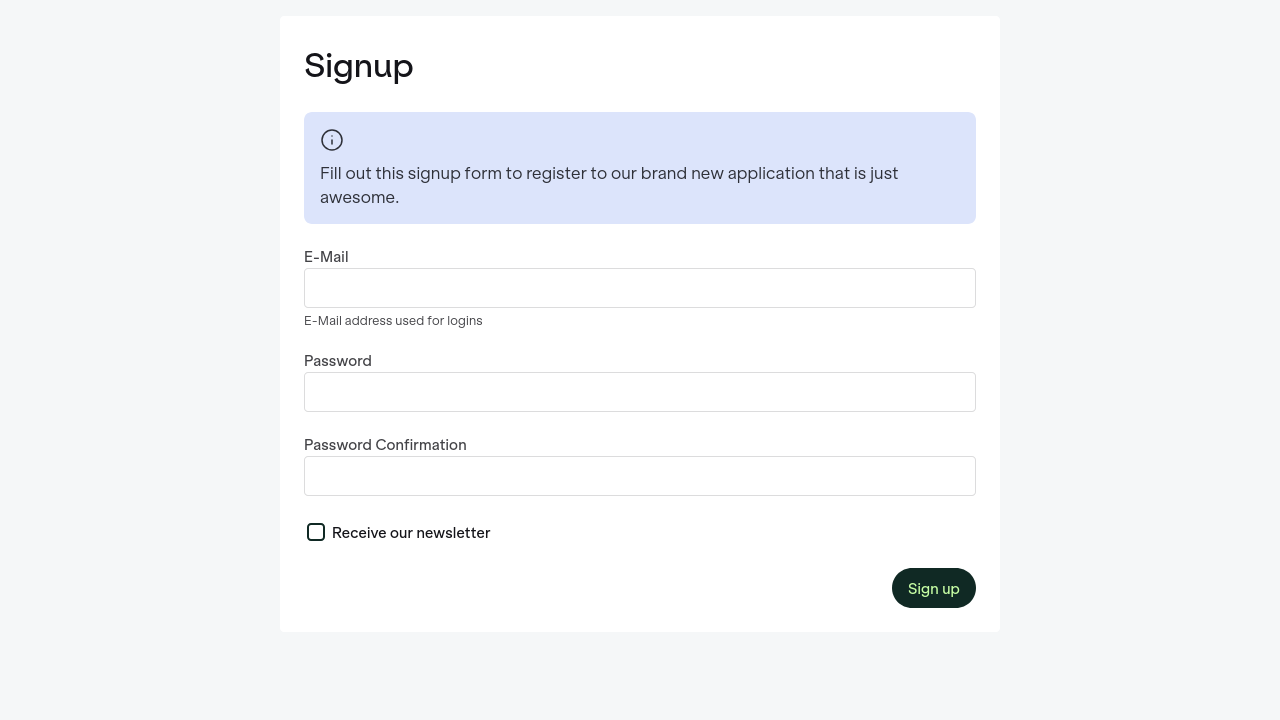 Signup
Fill out this signup form to register to our brand new application that is just
awesome.
E-Mail
E-Mail address used for logins
Password
Password Confirmation
Receive our newsletter
Sign up